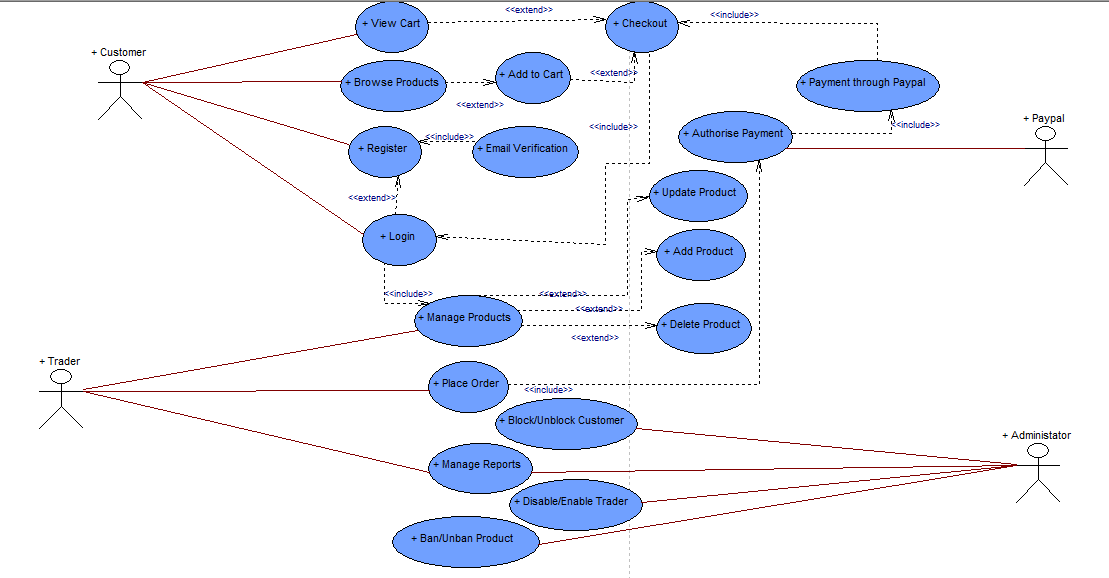 <<extend>>
+ View Cart
+ Checkout
<<include>>
+ Customer
+ Browse Products
+ Add to Cart
<<extend>>
+ Payment through Paypal
<<extend>>
+ Paypal
<<include>>
<<include>>
+ Authorise Payment
<<include>>
+ Register
+ Email Verification
<<extend>>
+ Update Product
+ Login
+ Add Product
<<include>>
<<extend>>
<<extend>>
+ Manage Products
+ Delete Product
<<extend>>
+ Trader
+ Place Order
<<include>>
+ Block/Unblock Customer
+ Administator
+ Manage Reports
+ Disable/Enable Trader
+ Ban/Unban Product